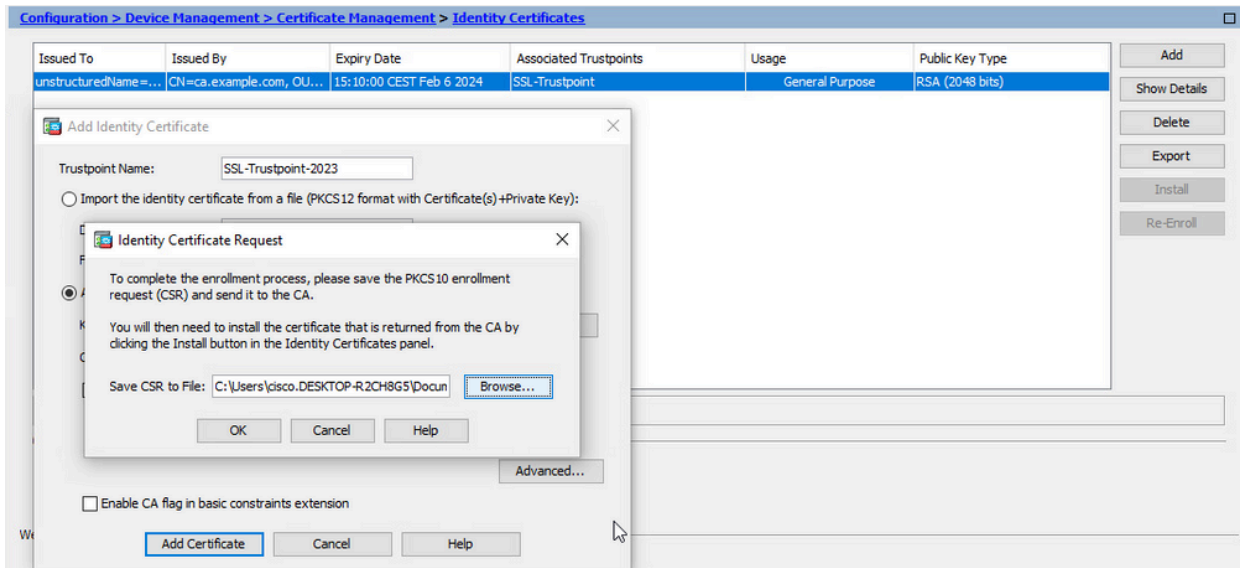 Configuration > Device Management > Certificate Management > Identity Certificates
Issued To Issued By Expiry Date Associated Trustpoints Usage Public Key Type
unstructuredName=... CN=ca.example.com, OU... 15:10:00 CEST Feb 6 2024 SSL-Trustpoint General Purpose RSA (2048 bits)
Add
Show Details
Delete
Export
Install
Re-Enroll
Add Identity Certificate
Trustpoint Name: SSL-Trustpoint-2023
Import the identity certificate from a file (PKCS12 format with Certificate(s)+Private Key):
Identity Certificate Request
To complete the enrollment process, please save the PKCS10 enrollment
request (CSR) and send it to the CA.
You will then need to install the certificate that is returned from the CA by
clicking the Install button in the Identity Certificates panel.
Save CSR to File: C:\Users\cisco.DESKTOP-R2CH8G5\Docum Browse...
OK Cancel Help
Advanced...
Enable CA flag in basic constraints extension
Add Certificate Cancel Help